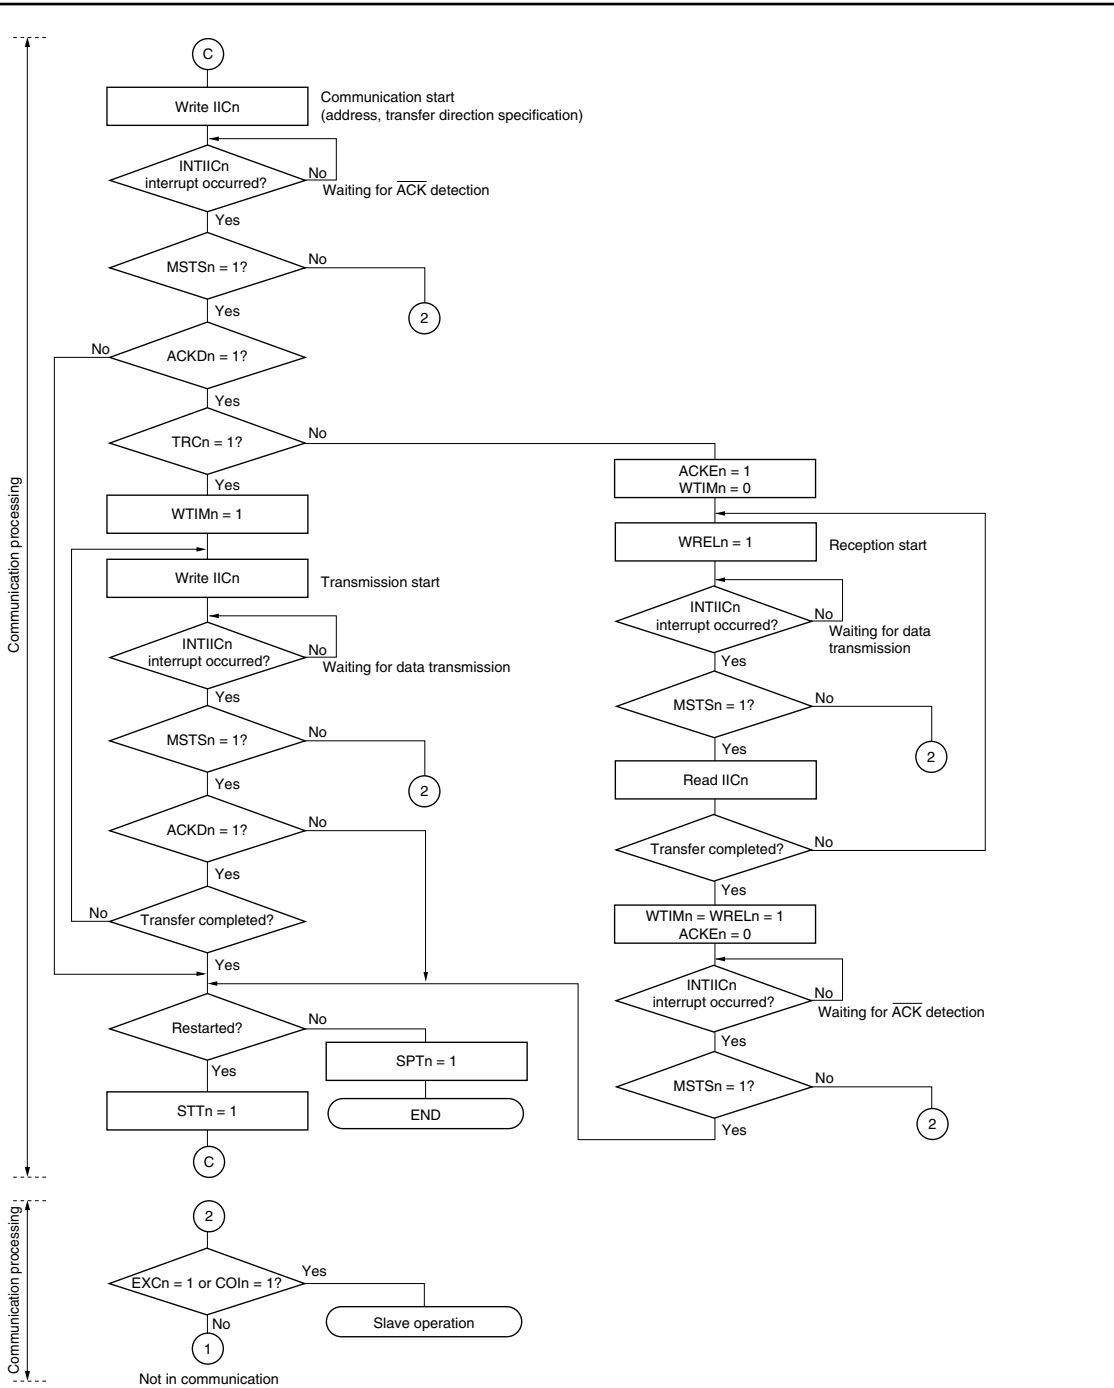 C
Write IICn
Communication start
(address, transfer direction specification)
INTIICn
interrupt occurred?
No
Waiting for ACK detection
Yes
MSTSn = 1?
No
2
Yes
ACKDn = 1?
No
Yes
TRCn = 1?
No
Yes
WTIMn = 1
Write IICn
Transmission start
INTIICn
interrupt occurred?
No
Waiting for data transmission
Yes
MSTSn = 1?
No
2
Yes
ACKDn = 1?
No
Yes
Transfer completed?
No
Yes
Restarted?
No
SPTn = 1
END
Yes
STTn = 1
C
ACKEn = 1
WTIMn = 0
WRELn = 1
Reception start
INTIICn
interrupt occurred?
No
Waiting for data
transmission
Yes
MSTSn = 1?
No
2
Yes
Read IICn
Transfer completed?
No
Yes
WTIMn = WRELn = 1
ACKEn = 0
INTIICn
interrupt occurred?
No
Waiting for ACK detection
Yes
MSTSn = 1?
No
2
Yes
Communication processing
2
EXCn = 1 or COIn = 1?
Yes
Slave operation
No
1
Not in communication
Communication processing